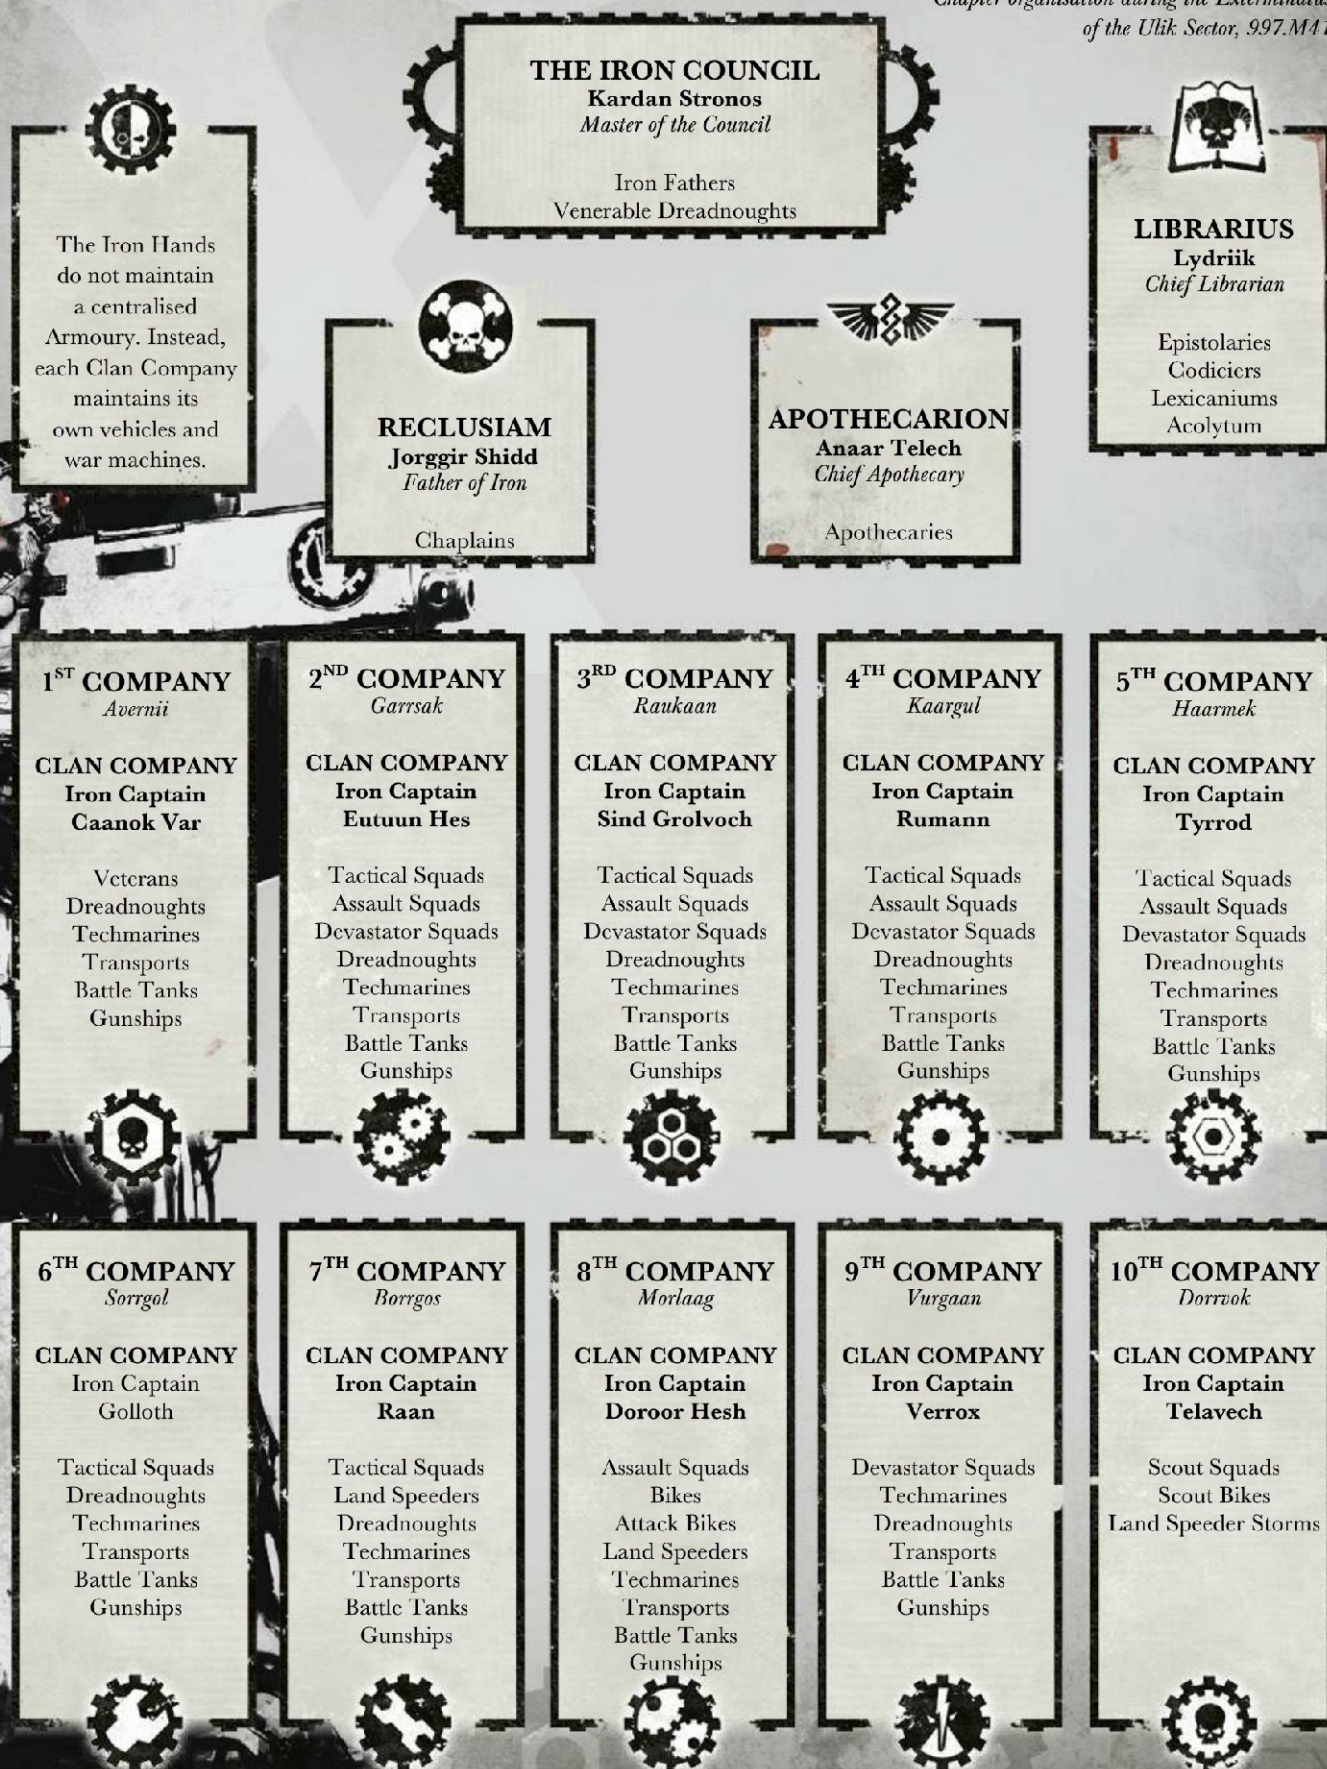 Chapter organisation during the Exterminatus
of the Ulik Sector, 997.M41
THE IRON COUNCIL
Kardan Stronos
Master of the Council
Iron Fathers
Venerable Dreadnoughts
The Iron Hands
do not maintain
a centralised
Armoury. Instead,
each Clan Company
maintains its
own vehicles and
war machines.
RECLUSIAM
Jorggir Shidd
Father of Iron
Chaplains
APOTHECARION
Anaar Telech
Chief Apothecary
Apothecaries
LIBRARIUS
Lydriik
Chief Librarian
Epistolaries
Codiciers
Lexicaniums
Acolytum
1ST COMPANY
Avernii
CLAN COMPANY
Iron Captain
Caanok Var
Veterans
Dreadnoughts
Techmarines
Transports
Battle Tanks
Gunships
2ND COMPANY
Garrsak
CLAN COMPANY
Iron Captain
Eutuun Hes
Tactical Squads
Assault Squads
Devastator Squads
Dreadnoughts
Techmarines
Transports
Battle Tanks
Gunships
3RD COMPANY
Raukaan
CLAN COMPANY
Iron Captain
Sind Grolvoch
Tactical Squads
Assault Squads
Devastator Squads
Dreadnoughts
Techmarines
Transports
Battle Tanks
Gunships
4TH COMPANY
Kaargul
CLAN COMPANY
Iron Captain
Rumann
Tactical Squads
Assault Squads
Devastator Squads
Dreadnoughts
Techmarines
Transports
Battle Tanks
Gunships
5TH COMPANY
Haarmek
CLAN COMPANY
Iron Captain
Tyrrod
Tactical Squads
Assault Squads
Devastator Squads
Dreadnoughts
Techmarines
Transports
Battle Tanks
Gunships
6TH COMPANY
Sorrgol
CLAN COMPANY
Iron Captain
Golloth
Tactical Squads
Dreadnoughts
Techmarines
Transports
Battle Tanks
Gunships
7TH COMPANY
Borrgos
CLAN COMPANY
Iron Captain
Raan
Tactical Squads
Land Speeders
Dreadnoughts
Techmarines
Transports
Battle Tanks
Gunships
8TH COMPANY
Morlaag
CLAN COMPANY
Iron Captain
Doroor Hesh
Assault Squads
Bikes
Attack Bikes
Land Speeders
Techmarines
Transports
Battle Tanks
Gunships
9TH COMPANY
Vurgaan
CLAN COMPANY
Iron Captain
Verrox
Devastator Squads
Techmarines
Dreadnoughts
Transports
Battle Tanks
Gunships
10TH COMPANY
Dorrvok
CLAN COMPANY
Iron Captain
Telavech
Scout Squads
Scout Bikes
Land Speeder Storms